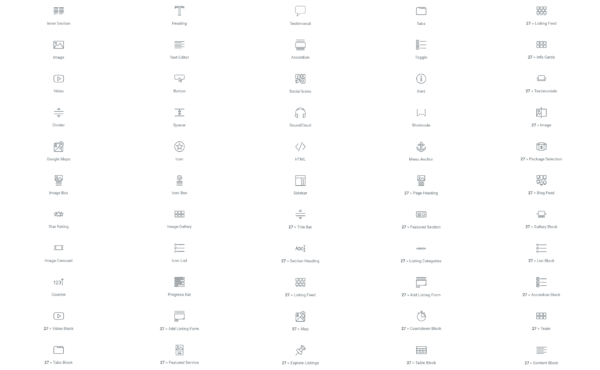 Inner Section
Heading
Testimonial
Tabs
27 > Listing Feed
Image
Text Editor
Accordion
Toggle
27 > Info Cards
Video
Button
Social Icons
Alert
27 > Testimonials
Divider
Spacer
SoundCloud
Shortcode
27 > Image
Google Maps
Icon
HTML
Menu Anchor
27 > Package Selection
Image Box
Icon Box
Sidebar
27 > Page Heading
27 > Blog Feed
Star Rating
Image Gallery
27 > Title Bar
27 > Featured Section
27 > Gallery Block
Image Carousel
Icon List
27 > Section Heading
27 > Listing Categories
27 > List Block
Counter
Progress Bar
27 > Listing Feed
27 > Add Listing Form
27 > Accordion Block
27 > Video Block
27 > Add Listing Form
27 > Map
27 > Countdown Block
27 > Team
27 > Tabs Block
27 > Featured Service
27 > Explore Listings
27 > Table Block
27 > Content Block